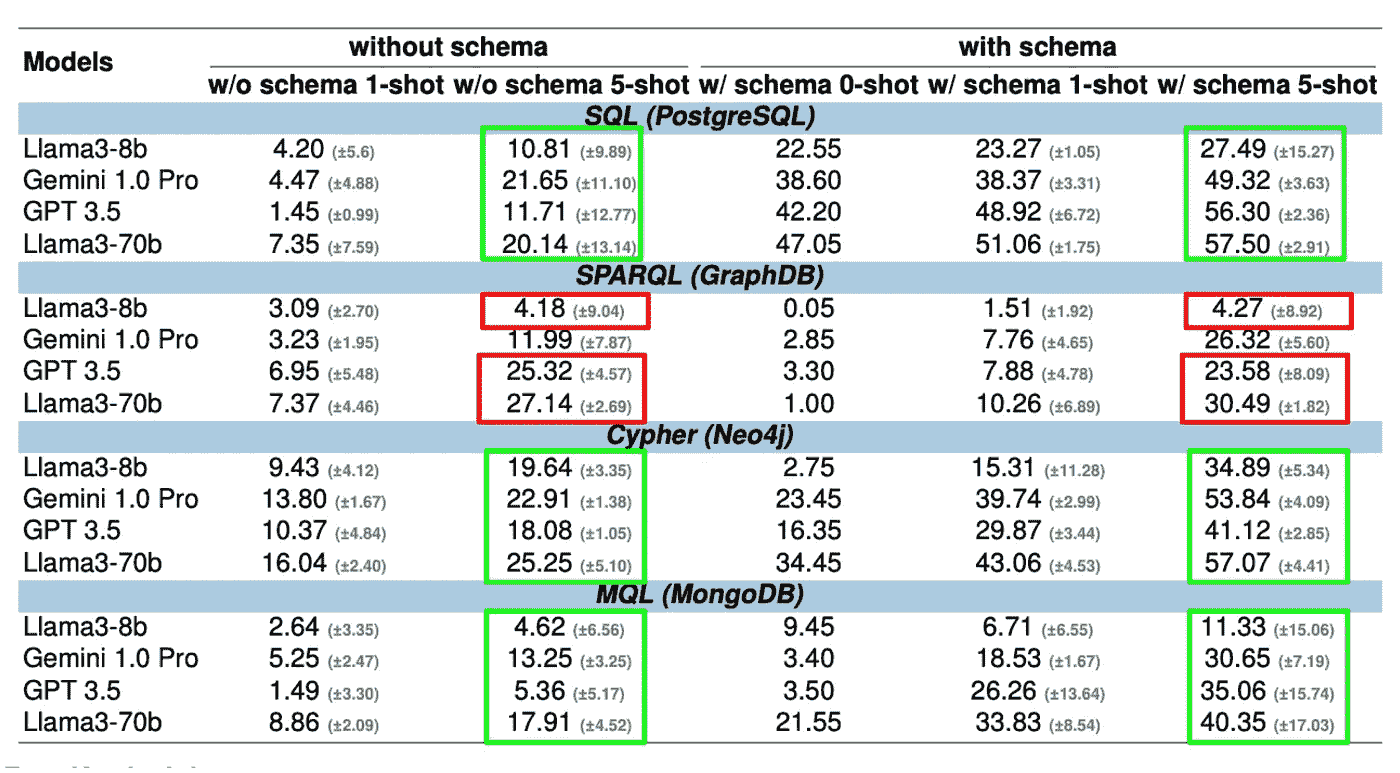 without schema with schema
Models
w/o schema 1-shot w/o schema 5-shot w/ schema 0-shot w/ schema 1-shot w/ schema 5-shot
SQL (PostgreSQL)
Llama3-8b 4.20 (±5.6) 10.81 (±9.89) 22.55 23.27 (±1.05) 27.49 (±15.27)
Gemini 1.0 Pro 4.47 (±4.88) 21.65 (±11.10) 38.60 38.37 (±3.31) 49.32 (±3.63)
GPT 3.5 1.45 (±0.99) 11.71 (±12.77) 42.20 48.92 (±6.72) 56.30 (±2.36)
Llama3-70b 7.35 (±7.59) 20.14 (±13.14) 47.05 51.06 (±1.75) 57.50 (±2.91)
SPARQL (GraphDB)
Llama3-8b 3.09 (±2.70) 4.18 (±9.04) 0.05 1.51 (±1.92) 4.27 (±8.92)
Gemini 1.0 Pro 3.23 (±1.95) 11.99 (±7.87) 2.85 7.76 (±4.65) 26.32 (±5.60)
GPT 3.5 6.95 (±5.48) 25.32 (±4.57) 3.30 7.88 (±4.78) 23.58 (±8.09)
Llama3-70b 7.37 (±4.46) 27.14 (±2.69) 1.00 10.26 (±6.89) 30.49 (±1.82)
Cypher (Neo4j)
Llama3-8b 9.43 (±4.12) 19.64 (±3.35) 2.75 15.31 (±11.28) 34.89 (±5.34)
Gemini 1.0 Pro 13.80 (±1.67) 22.91 (±1.38) 23.45 39.74 (±2.99) 53.84 (±4.09)
GPT 3.5 10.37 (±4.84) 18.08 (±1.05) 16.35 29.87 (±3.44) 41.12 (±2.85)
Llama3-70b 16.04 (±2.40) 25.25 (±5.10) 34.45 43.06 (±4.53) 57.07 (±4.41)
MQL (MongoDB)
Llama3-8b 2.64 (±3.35) 4.62 (±6.56) 9.45 6.71 (±6.55) 11.33 (±15.06)
Gemini 1.0 Pro 5.25 (±2.47) 13.25 (±3.25) 3.40 18.53 (±1.67) 30.65 (±7.19)
GPT 3.5 1.49 (±3.30) 5.36 (±5.17) 3.50 26.26 (±13.64) 35.06 (±15.74)
Llama3-70b 8.86 (±2.09) 17.91 (±4.52) 21.55 33.83 (±8.54) 40.35 (±17.03)